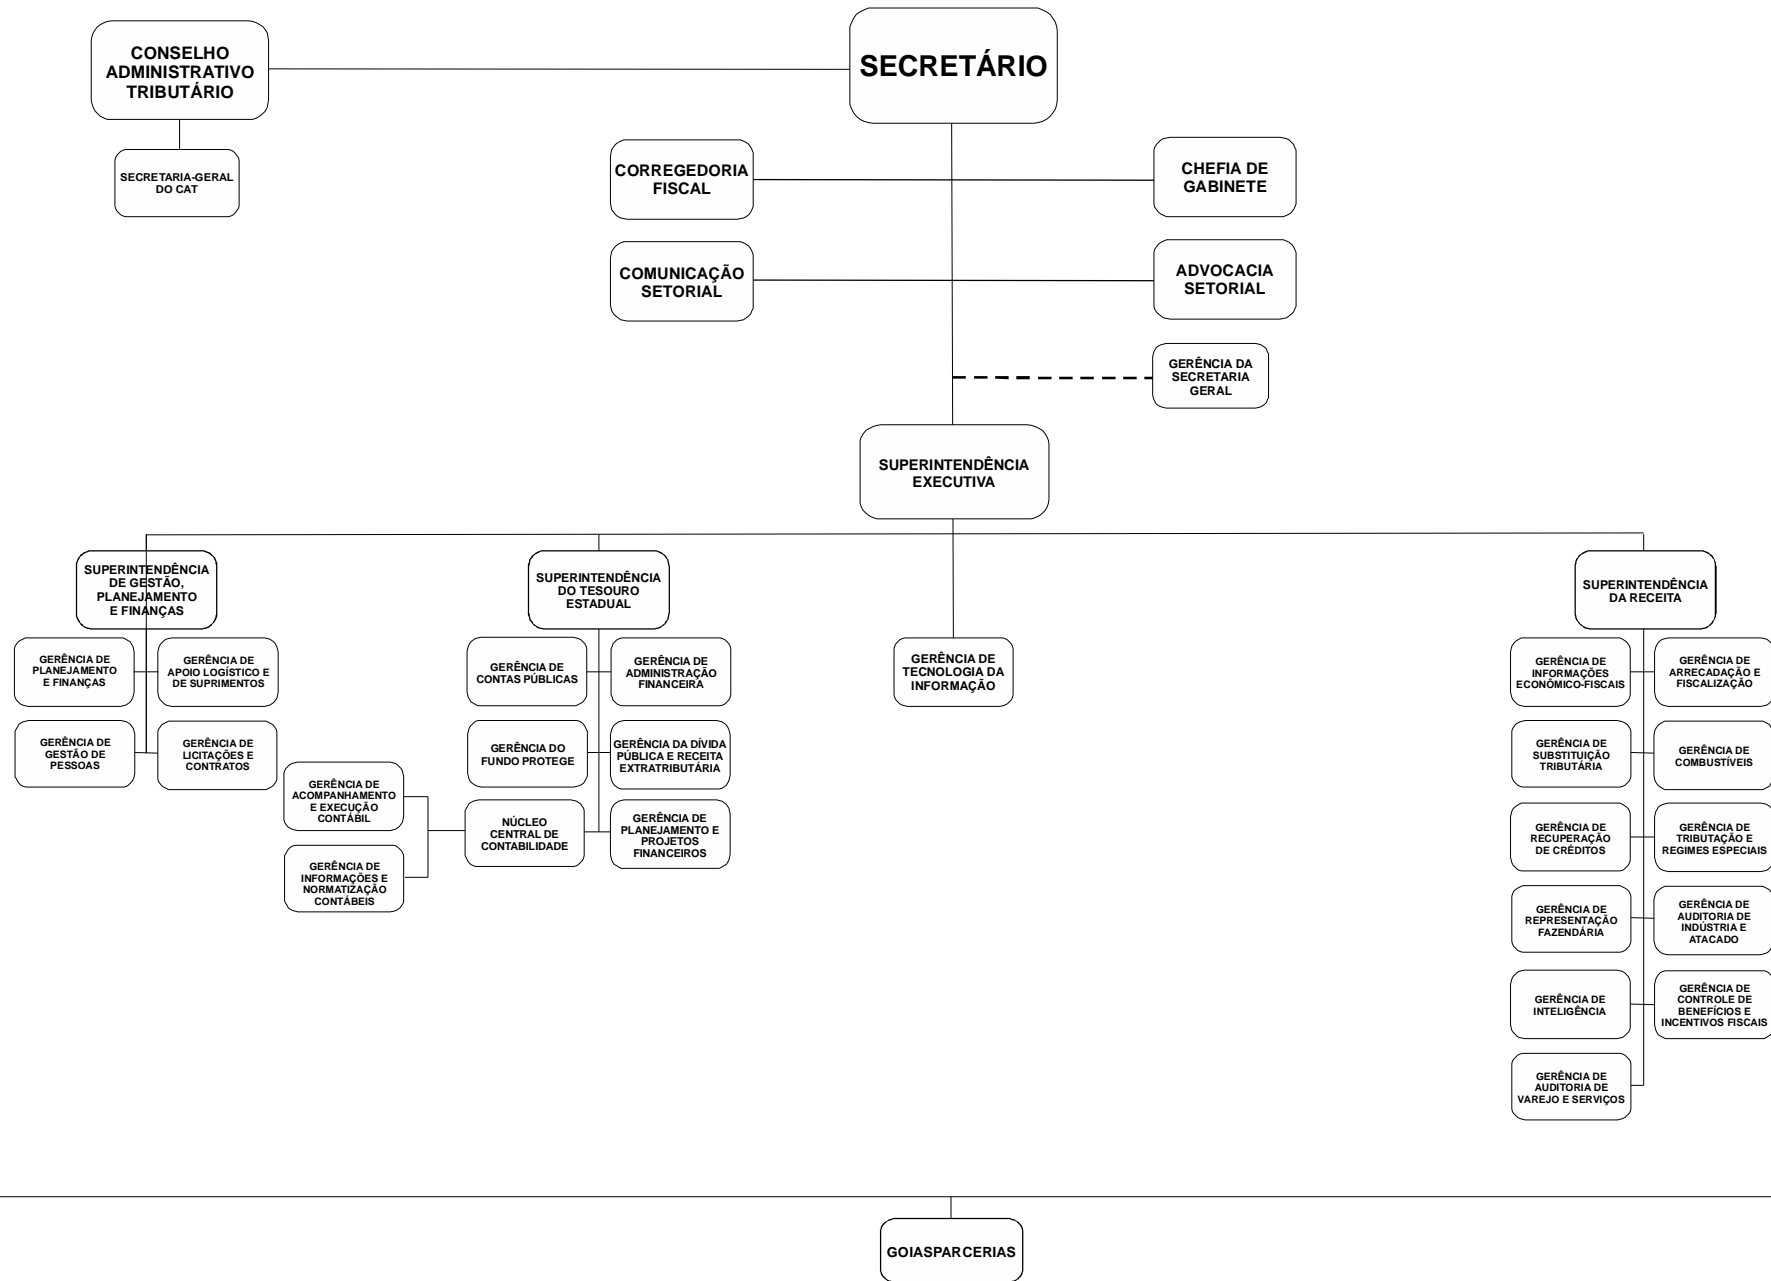 CONSELHO
ADMINISTRATIVO
TRIBUTÁRIO
SECRETÁRIO
SECRETARIA-GERAL
DO CAT
CORREGEDORIA
FISCAL
CHEFIA DE
GABINETE
COMUNICAÇÃO
SETORIAL
ADVOCACIA
SETORIAL
GERÊNCIA DA
SECRETARIA
GERAL
SUPERINTENDÊNCIA
EXECUTIVA
SUPERINTENDÊNCIA
DE GESTÃO,
PLANEJAMENTO
E FINANÇAS
SUPERINTENDÊNCIA
DO TESOURO
ESTADUAL
SUPERINTENDÊNCIA
DA RECEITA
GERÊNCIA DE
PLANEJAMENTO
E FINANÇAS
GERÊNCIA DE
APOIO LOGÍSTICO E
DE SUPRIMENTOS
GERÊNCIA DE
CONTAS PÚBLICAS
GERÊNCIA DE
ADMINISTRAÇÃO
FINANCEIRA
GERÊNCIA DE
TECNOLOGIA DA
INFORMAÇÃO
GERÊNCIA DE
INFORMAÇÕES
ECONÔMICO-FISCAIS
GERÊNCIA DE
ARRECADAÇÃO E
FISCALIZAÇÃO
GERÊNCIA DE
GESTÃO DE
PESSOAS
GERÊNCIA DE
LICITAÇÕES E
CONTRATOS
GERÊNCIA DO
FUNDO PROTEGE
GERÊNCIA DA DÍVIDA
PÚBLICA E RECEITA
EXTRATRIBUTÁRIA
GERÊNCIA DE
SUBSTITUIÇÃO
TRIBUTÁRIA
GERÊNCIA DE
COMBUSTÍVEIS
GERÊNCIA DE
ACOMPANHAMENTO
E EXECUÇÃO
CONTÁBIL
NÚCLEO
CENTRAL DE
CONTABILIDADE
GERÊNCIA DE
PLANEJAMENTO E
PROJETOS
FINANCEIROS
GERÊNCIA DE
RECUPERAÇÃO
DE CRÉDITOS
GERÊNCIA DE
TRIBUTAÇÃO E
REGIMES ESPECIAIS
GERÊNCIA DE
INFORMAÇÕES E
NORMATIZAÇÃO
CONTÁBEIS
GERÊNCIA DE
REPRESENTAÇÃO
FAZENDÁRIA
GERÊNCIA DE
AUDITORIA DE
INDÚSTRIA E
ATACADO
GERÊNCIA DE
INTELIGÊNCIA
GERÊNCIA DE
CONTROLE DE
BENEFÍCIOS E
INCENTIVOS FISCAIS
GERÊNCIA DE
AUDITORIA DE
VAREJO E SERVIÇOS
GOIASPARCERIAS